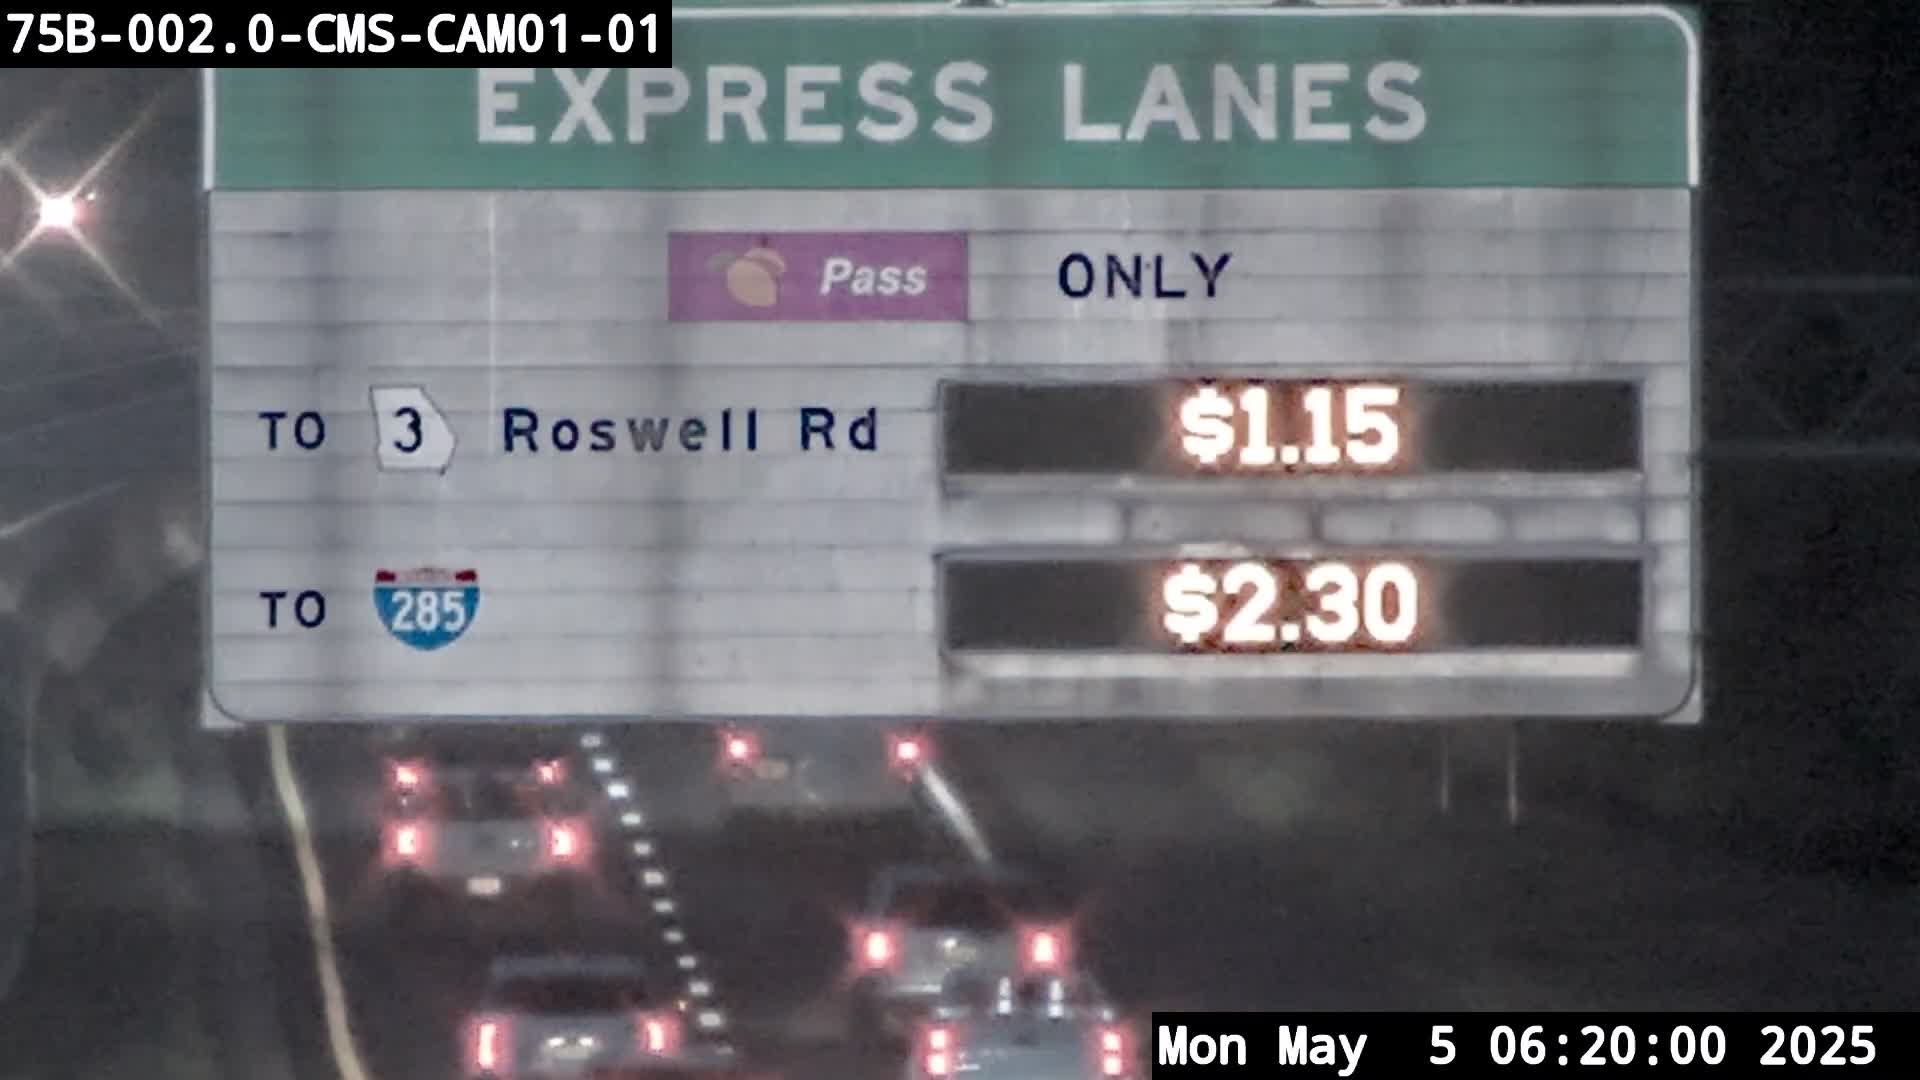 75B-002.0-CMS-CAM01-01
EXPRESS LANES
Pass ONLY
TO 3 Roswell Rd $1.15
TO 285 $2.30
Mon May 5 06:20:00 2025